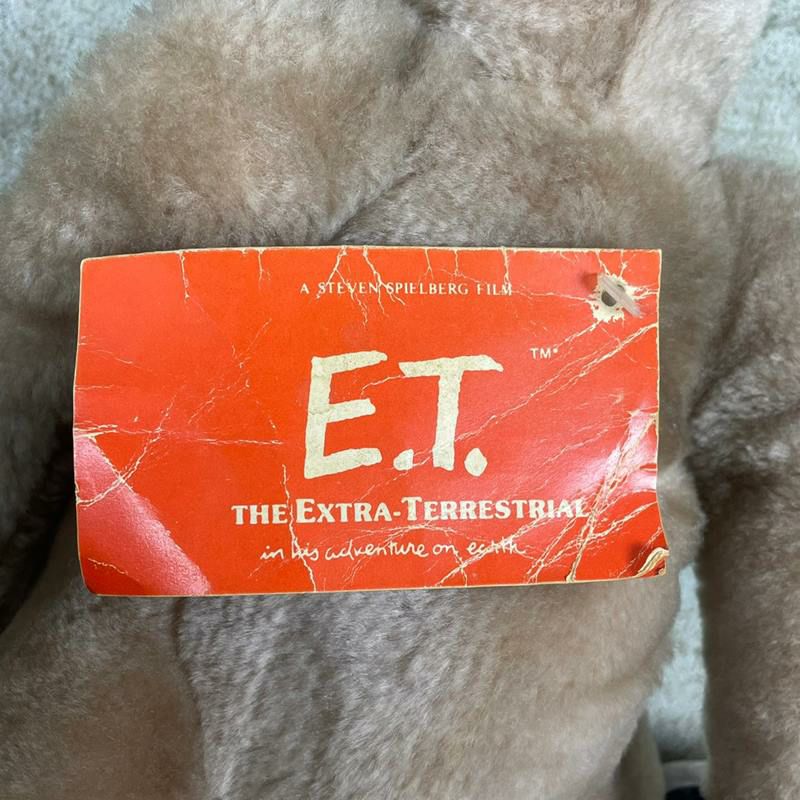 A STEVEN SPIELBERG FILM
E.T.
TM
THE EXTRA-TERRESTRIAL
in his adventure on earth